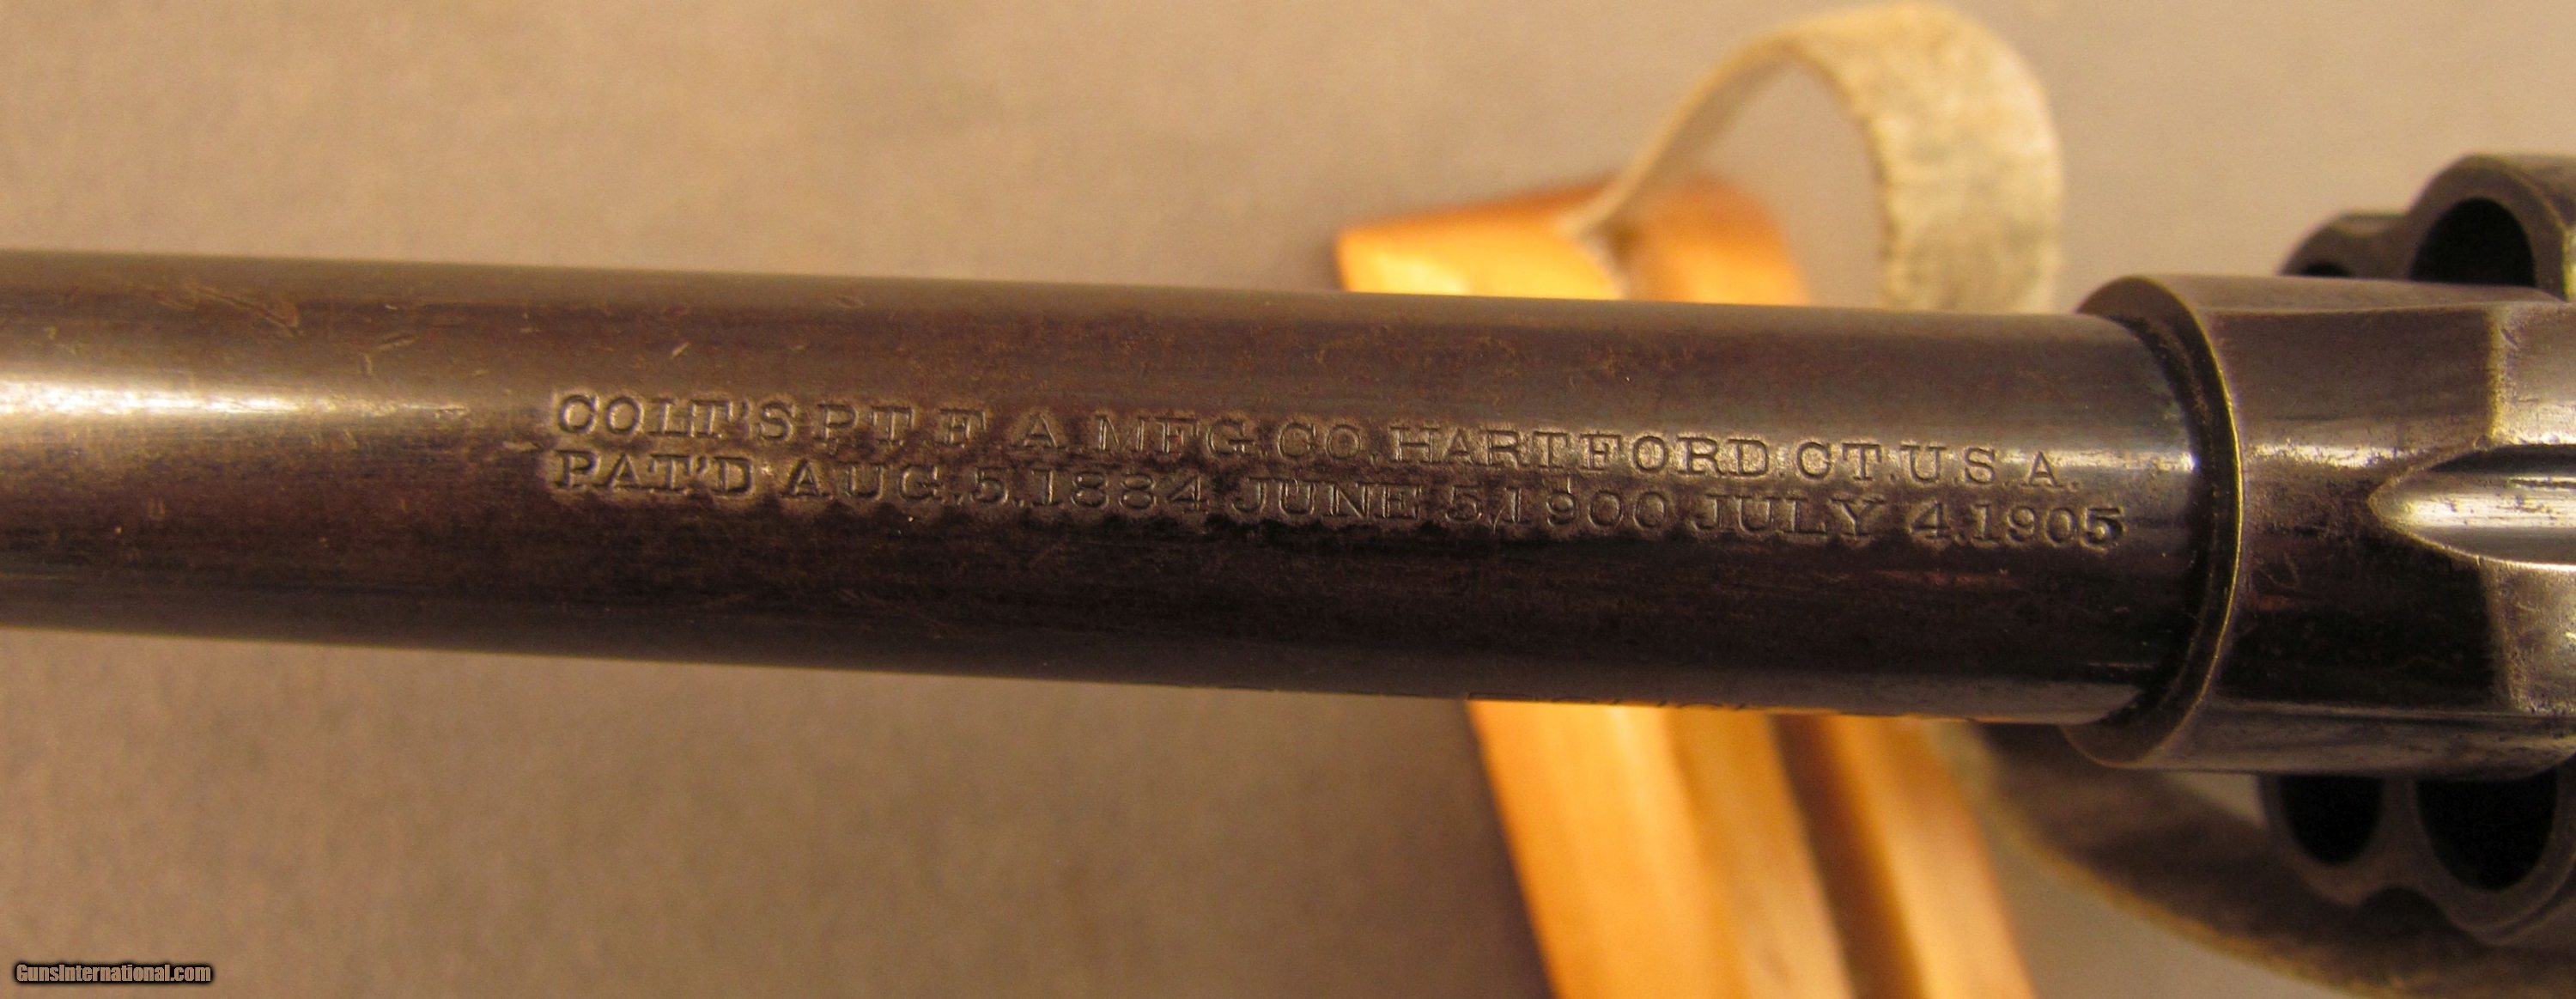 COLT'S PT F A. MFG. CO. HARTFORD. CT. U.S.A.
PAT'D AUG. 5. 1884 JUNE 5, 1900 JULY 4. 1905
GunsInternational.com